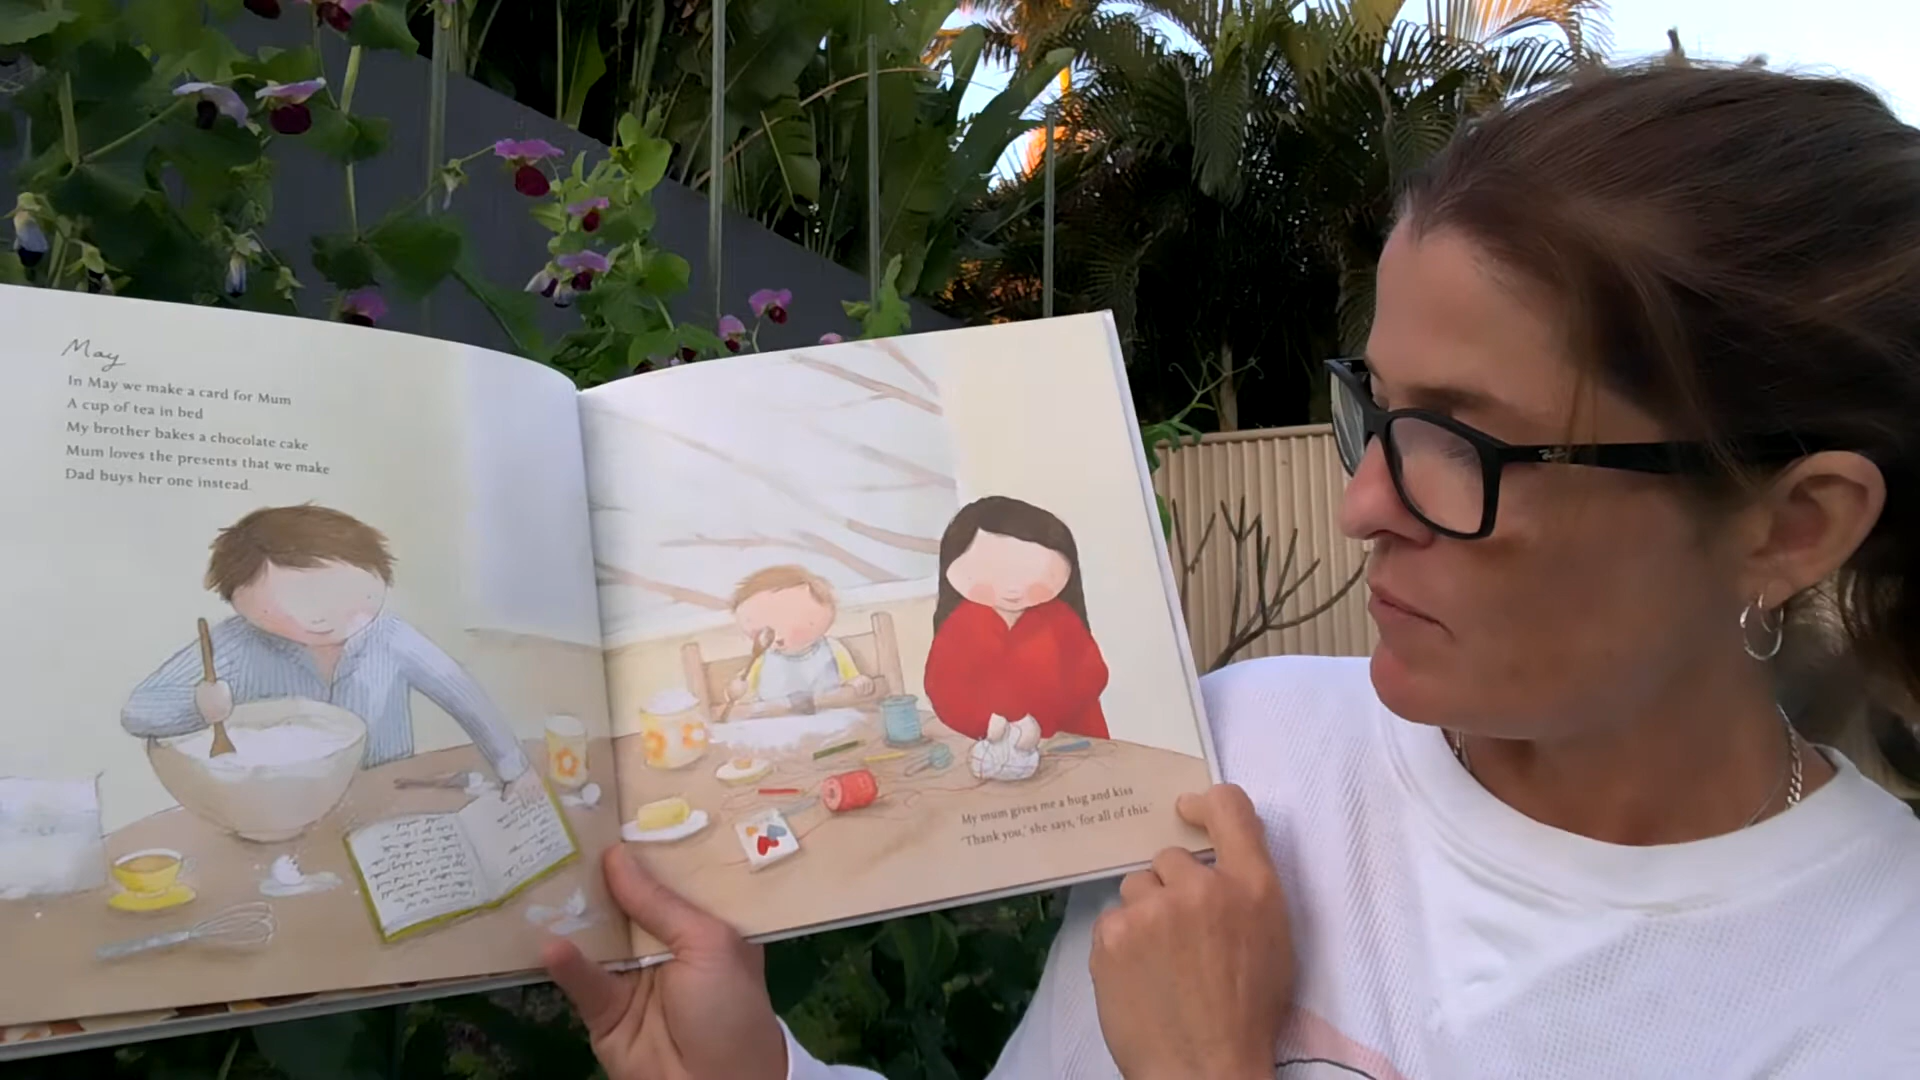 May
In May we make a card for Mum
A cup of tea in bed
My brother bakes a chocolate cake
Mum loves the presents that we make
Dad buys her one instead.
My mum gives me a hug and kiss
'Thank you,' she says, 'for all of this.'
Ray-Ban